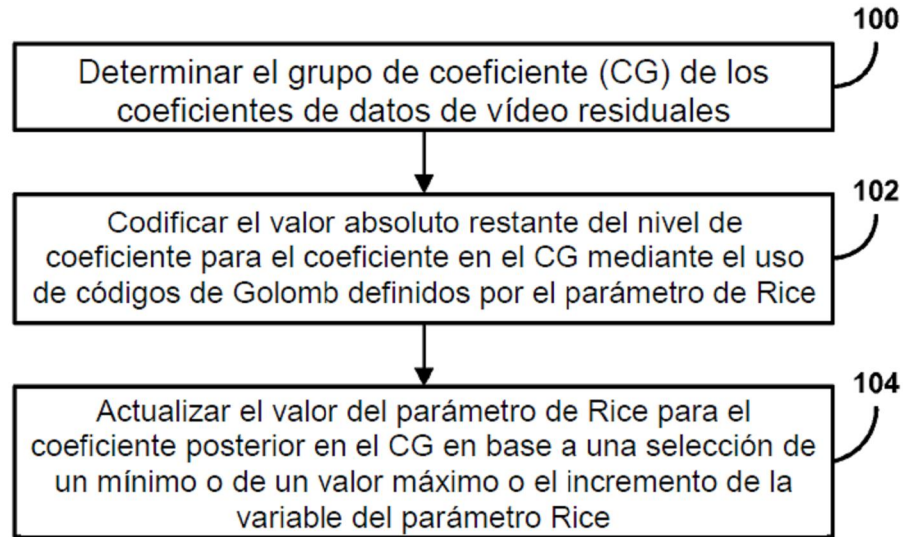 100
Determinar el grupo de coeficiente (CG) de los
coeficientes de datos de vídeo residuales
102
Codificar el valor absoluto restante del nivel de
coeficiente para el coeficiente en el CG mediante el uso
de códigos de Golomb definidos por el parámetro de Rice
104
Actualizar el valor del parámetro de Rice para el
coeficiente posterior en el CG en base a una selección de
un mínimo o de un valor máximo o el incremento de la
variable del parámetro Rice